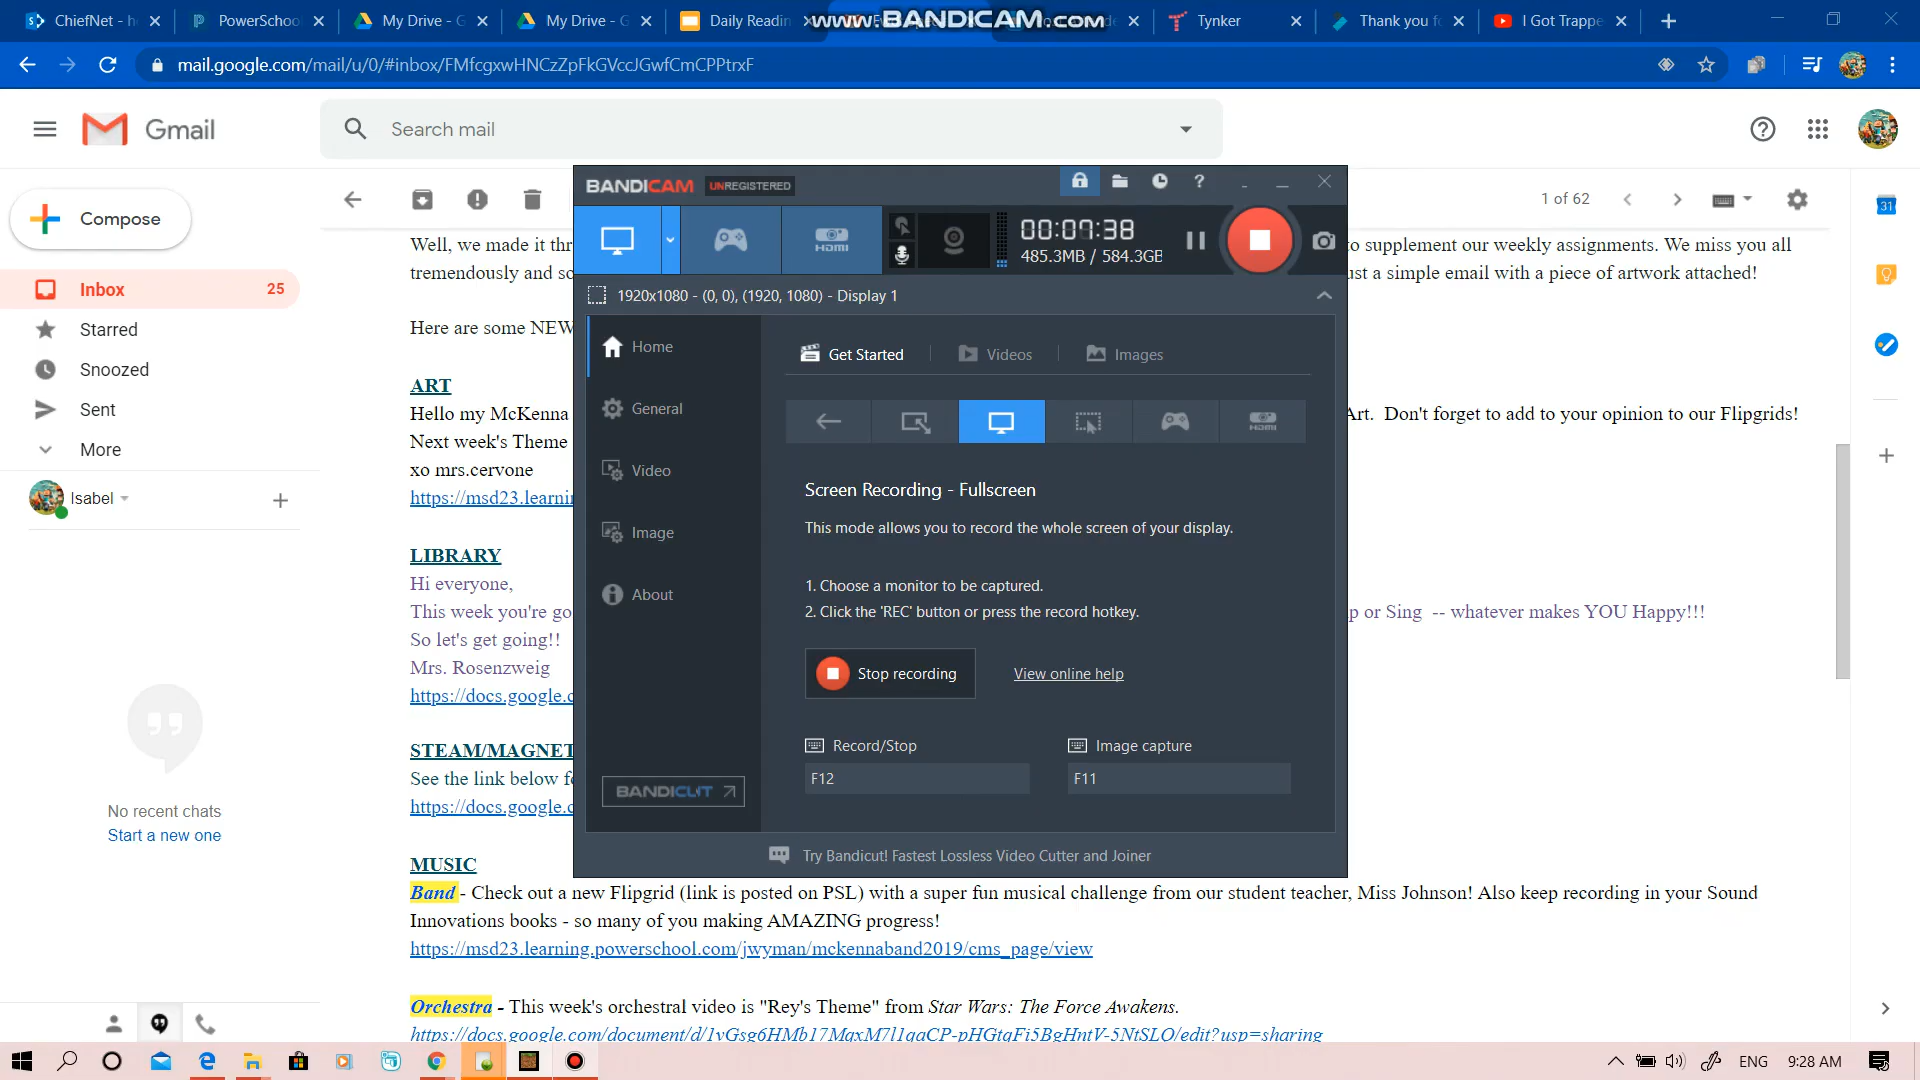 ChiefNet - h
PowerSchoo
My Drive - G
My Drive - G
Daily Readin
www.BANDICAM.com
Tynker
Thank you f
I Got Trappe
mail.google.com/mail/u/0/#inbox/FMfcgxwHNCzZpFkGVccJGwfCmCPPtrxF
Gmail
Search mail
Compose
1 of 62
Inbox 25
Starred
Snoozed
Sent
More
Isabel
No recent chats
Start a new one
Well, we made it thr
to supplement our weekly assignments. We miss you all
tremendously and so
ust a simple email with a piece of artwork attached!
Here are some NEW
ART
Hello my McKenna
Art. Don't forget to add to your opinion to our Flipgrids!
Next week's Theme
xo mrs.cervone
https://msd23.learnin
LIBRARY
Hi everyone,
This week you're go
p or Sing -- whatever makes YOU Happy!!!
So let's get going!!
Mrs. Rosenzweig
https://docs.google.c
STEAM/MAGNET
See the link below fo
https://docs.google.c
MUSIC
Band - Check out a new Flipgrid (link is posted on PSL) with a super fun musical challenge from our student teacher, Miss Johnson! Also keep recording in your Sound
Innovations books - so many of you making AMAZING progress!
https://msd23.learning.powerschool.com/jwyman/mckennaband2019/cms_page/view
Orchestra - This week's orchestral video is "Rey's Theme" from Star Wars: The Force Awakens.
https://docs.google.com/document/d/1vGsg6HMb17MqxM7l1qaCP-pHGtqFi5BgHntV-5NtSLO/edit?usp=sharing
BANDICAM UNREGISTERED
HDMI
00:07:38
485.3MB / 584.3GB
1920x1080 - (0, 0), (1920, 1080) - Display 1
Home
General
Video
Image
About
BANDICUT
Get Started
Videos
Images
HDMI
Screen Recording - Fullscreen
This mode allows you to record the whole screen of your display.
1. Choose a monitor to be captured.
2. Click the 'REC' button or press the record hotkey.
Stop recording
View online help
Record/Stop
Image capture
F12
F11
Try Bandicut! Fastest Lossless Video Cutter and Joiner
31
ENG
9:28 AM